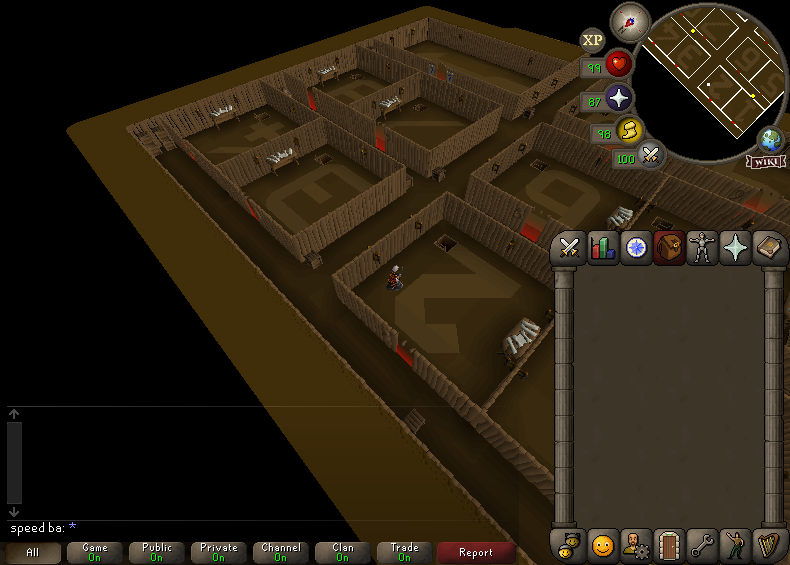 XP
99
67
98
100
WIKI
speed ba: *
All
Game
On
Public
On
Private
On
Channel
On
Clan
On
Trade
On
Report